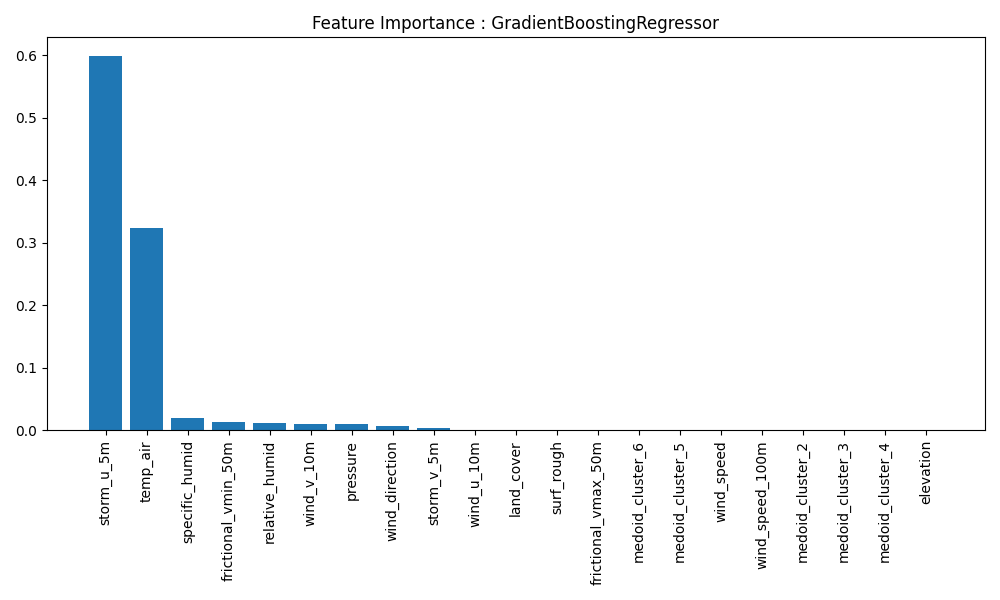 Feature Importance : GradientBoostingRegressor
0.6
0.5
0.4
0.3
0.2
0.1
0.0
storm_u_5m
temp_air
specific_humid
frictional_vmin_50m
relative_humid
wind_v_10m
pressure
wind_direction
storm_v_5m
wind_u_10m
land_cover
surf_rough
frictional_vmax_50m
medoid_cluster_6
medoid_cluster_5
wind_speed
wind_speed_100m
medoid_cluster_2
medoid_cluster_3
medoid_cluster_4
elevation